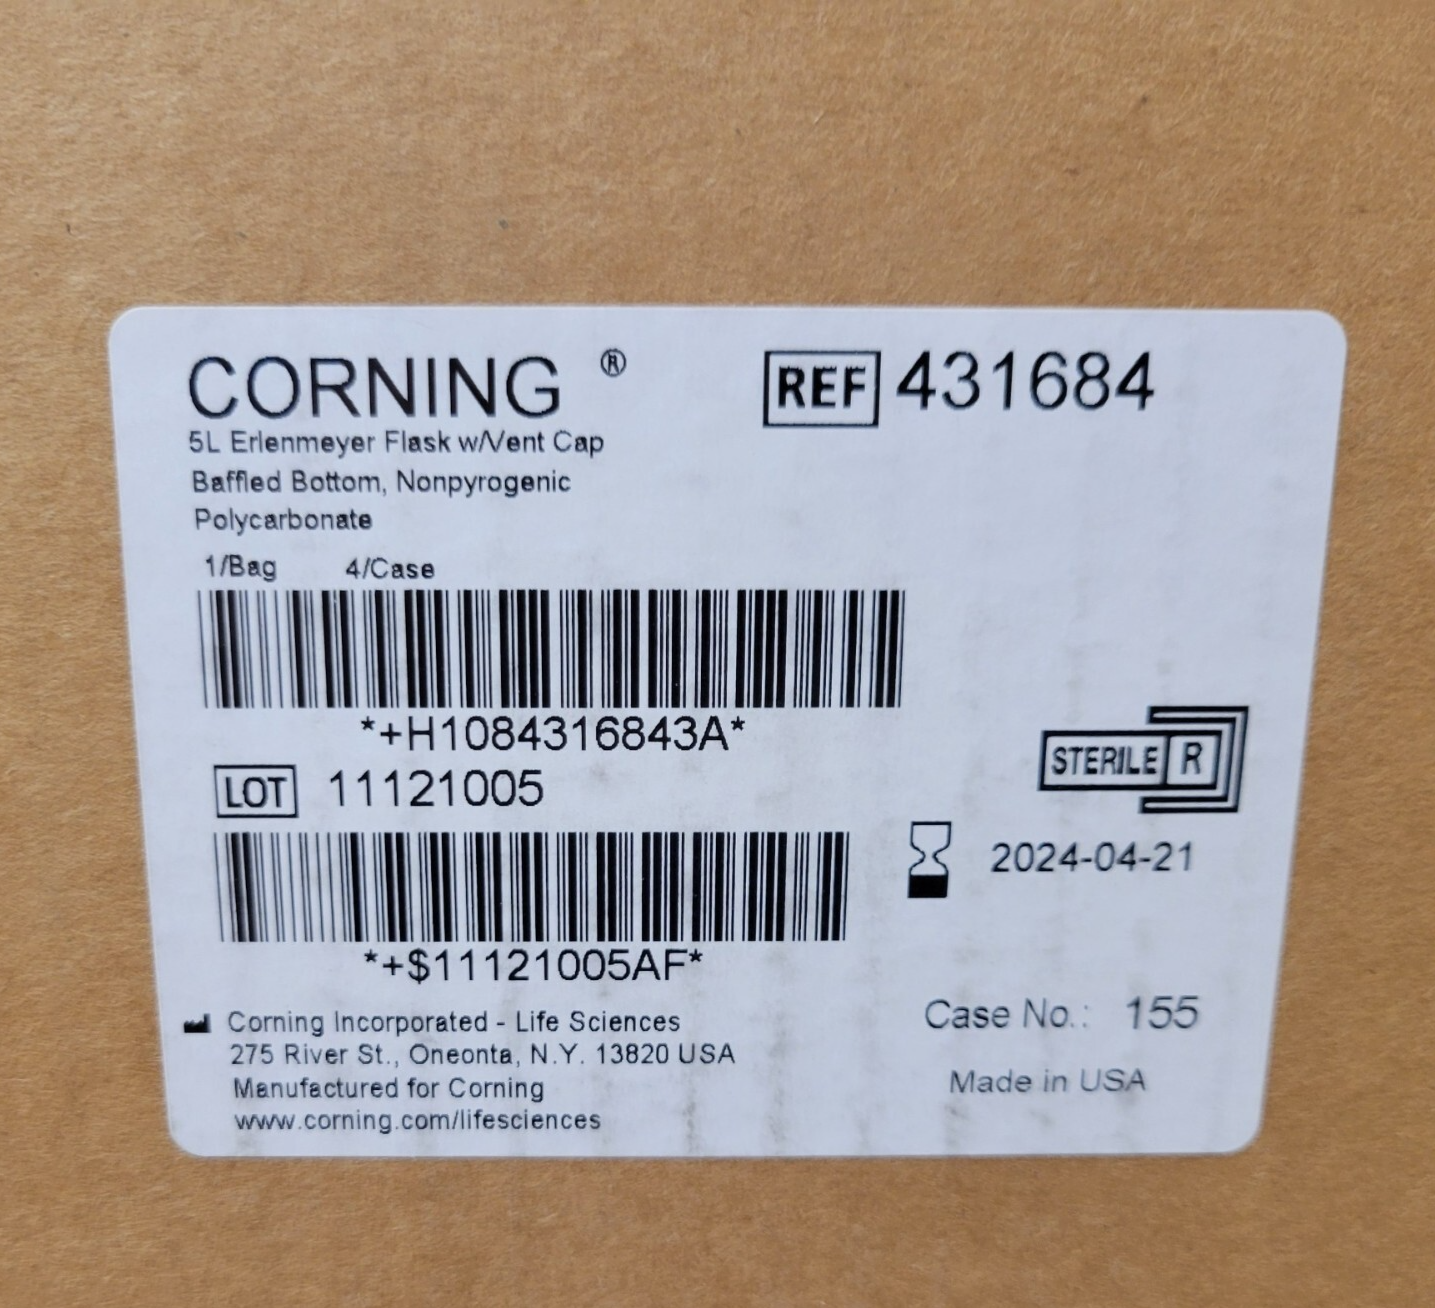 CORNING ®
REF 431684
5L Erlenmeyer Flask w/Vent Cap
Baffled Bottom, Nonpyrogenic
Polycarbonate
1/Bag 4/Case
*+H1084316843A*
STERILE R
LOT 11121005
2024-04-21
*+$11121005AF*
Corning Incorporated - Life Sciences
275 River St., Oneonta, N.Y. 13820 USA
Manufactured for Corning
www.corning.com/lifesciences
Case No.: 155
Made in USA